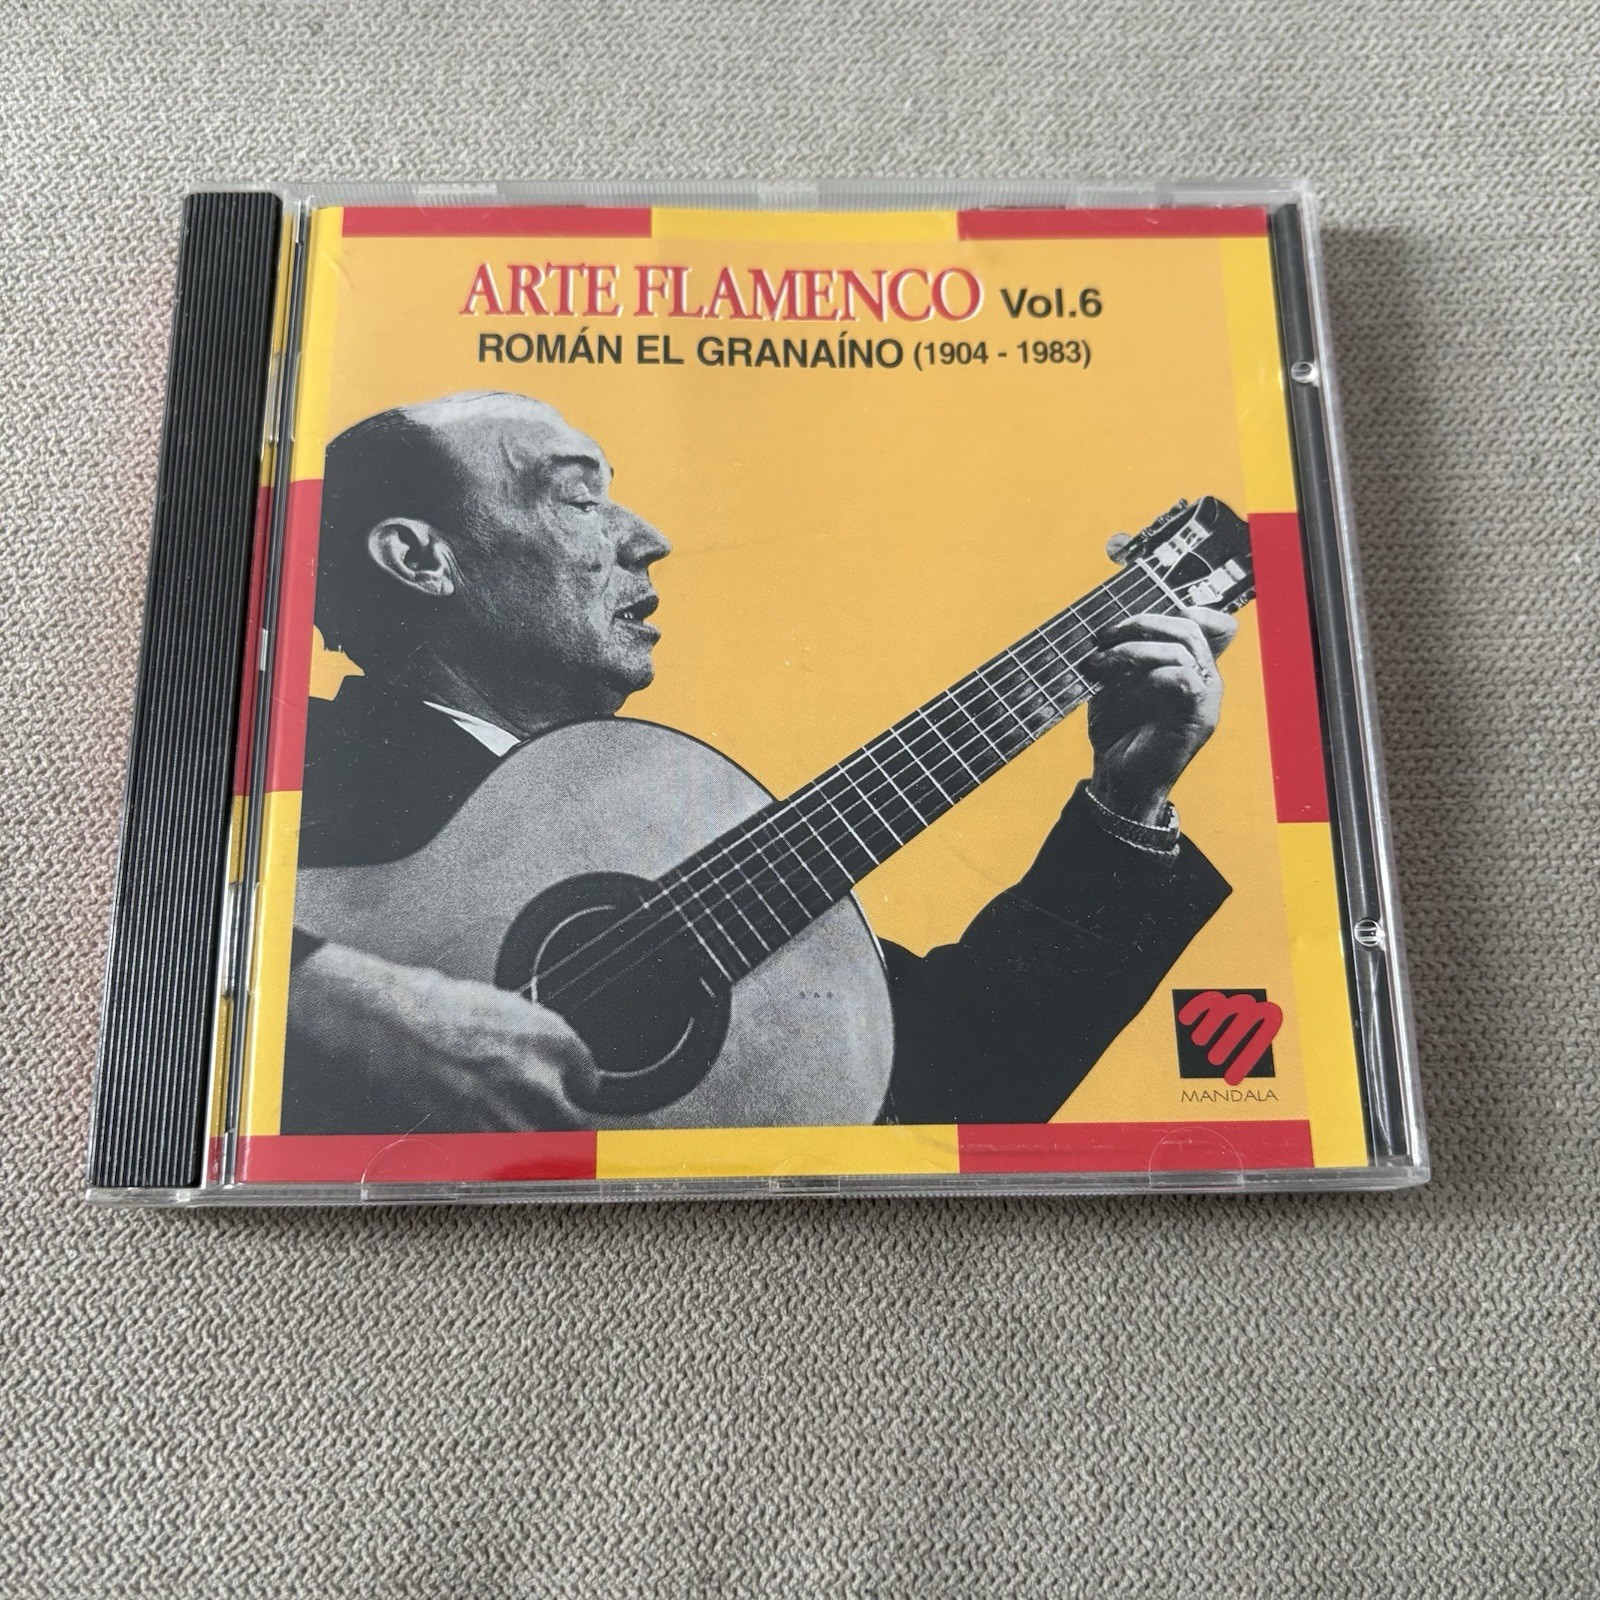 ARTE FLAMENCO Vol.6
ROMÁN EL GRANAÍNO (1904 - 1983)
MANDALA